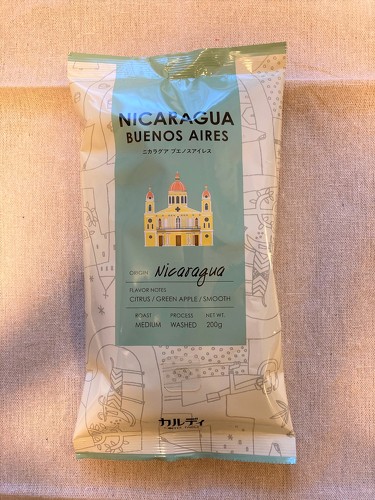 NICARAGUA
BUENOS AIRES
ニカラグア ブエノスアイレス
ORIGIN Nicaragua
FLAVOR NOTES
CITRUS / GREEN APPLE / SMOOTH
ROAST PROCESS NET WT.
MEDIUM WASHED 200g
カルディ